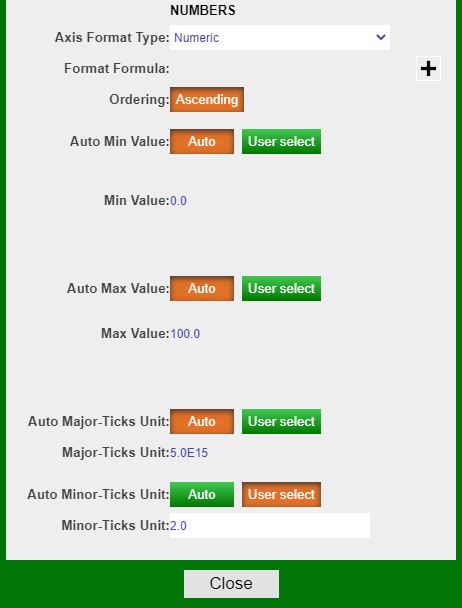 NUMBERS
Axis Format Type: Numeric
Format Formula: +
Ordering: Ascending
Auto Min Value: Auto User select
Min Value: 0.0
Auto Max Value: Auto User select
Max Value: 100.0
Auto Major-Ticks Unit: Auto User select
Major-Ticks Unit: 5.0E15
Auto Minor-Ticks Unit: Auto User select
Minor-Ticks Unit: 2.0
Close